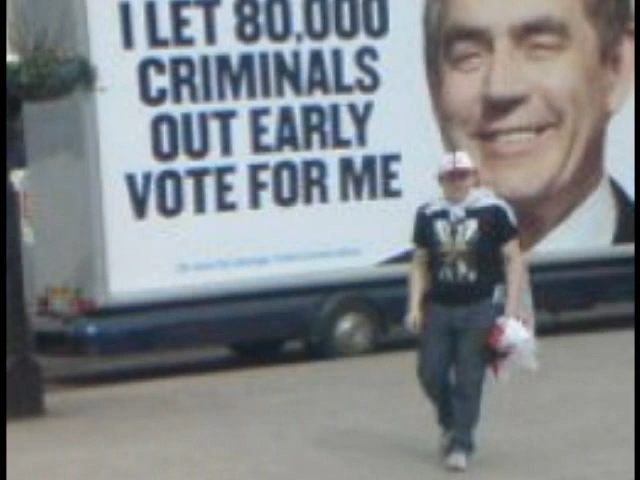 I LET 80,000
CRIMINALS
OUT EARLY
VOTE FOR ME